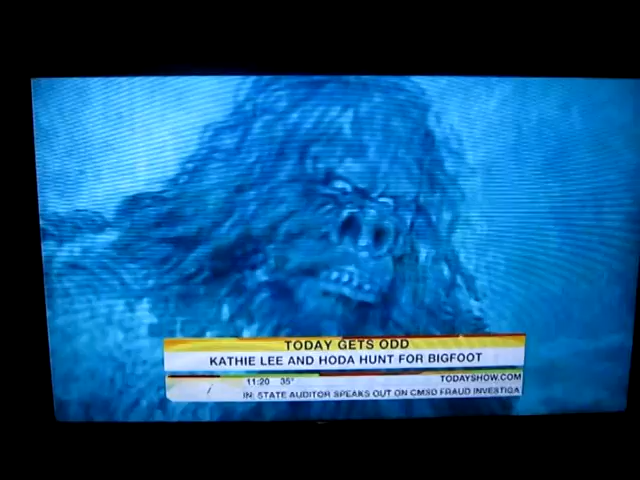 TODAY GETS ODD
KATHIE LEE AND HODA HUNT FOR BIGFOOT
11:20 35° TODAYSHOW.COM
IN: STATE AUDITOR SPEAKS OUT ON CMSD FRAUD INVESTIGA